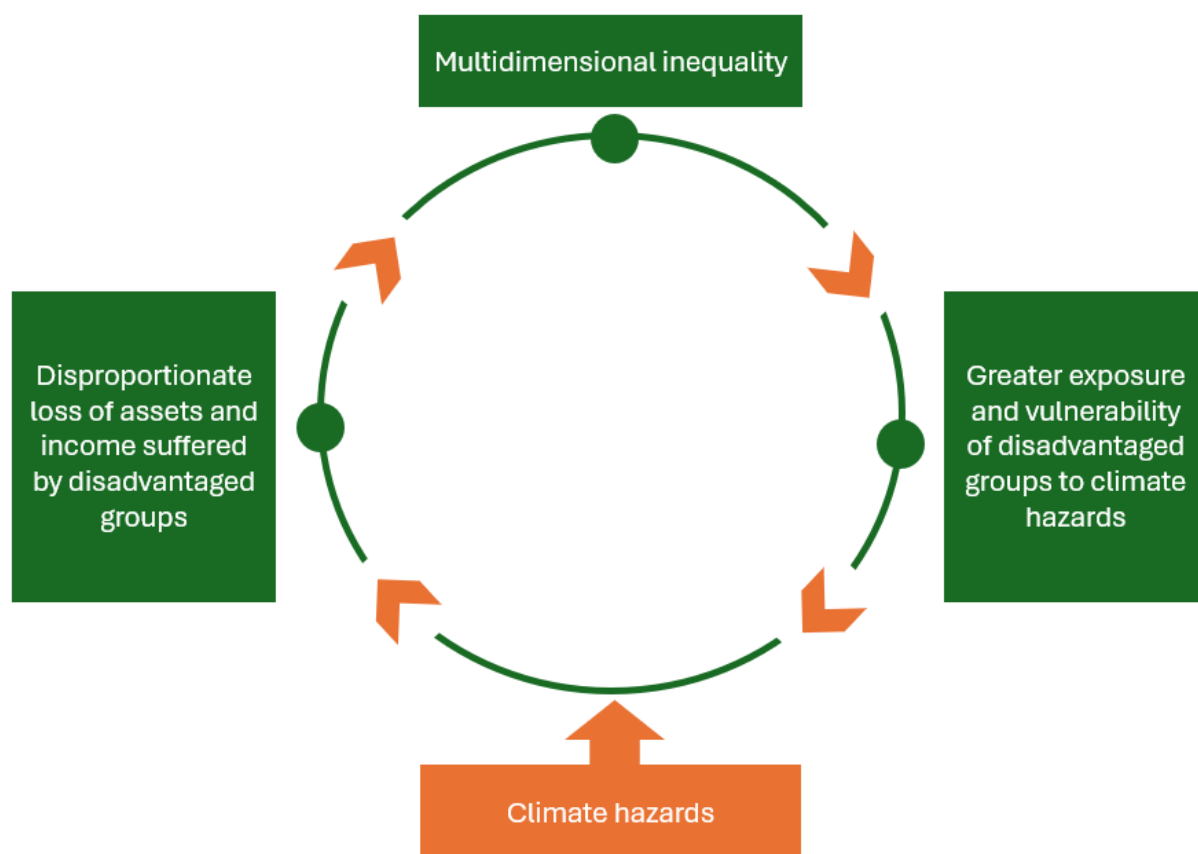 Multidimensional inequality
Disproportionate
loss of assets and
income suffered
by disadvantaged
groups
Greater exposure
and vulnerability
of disadvantaged
groups to climate
hazards
Climate hazards